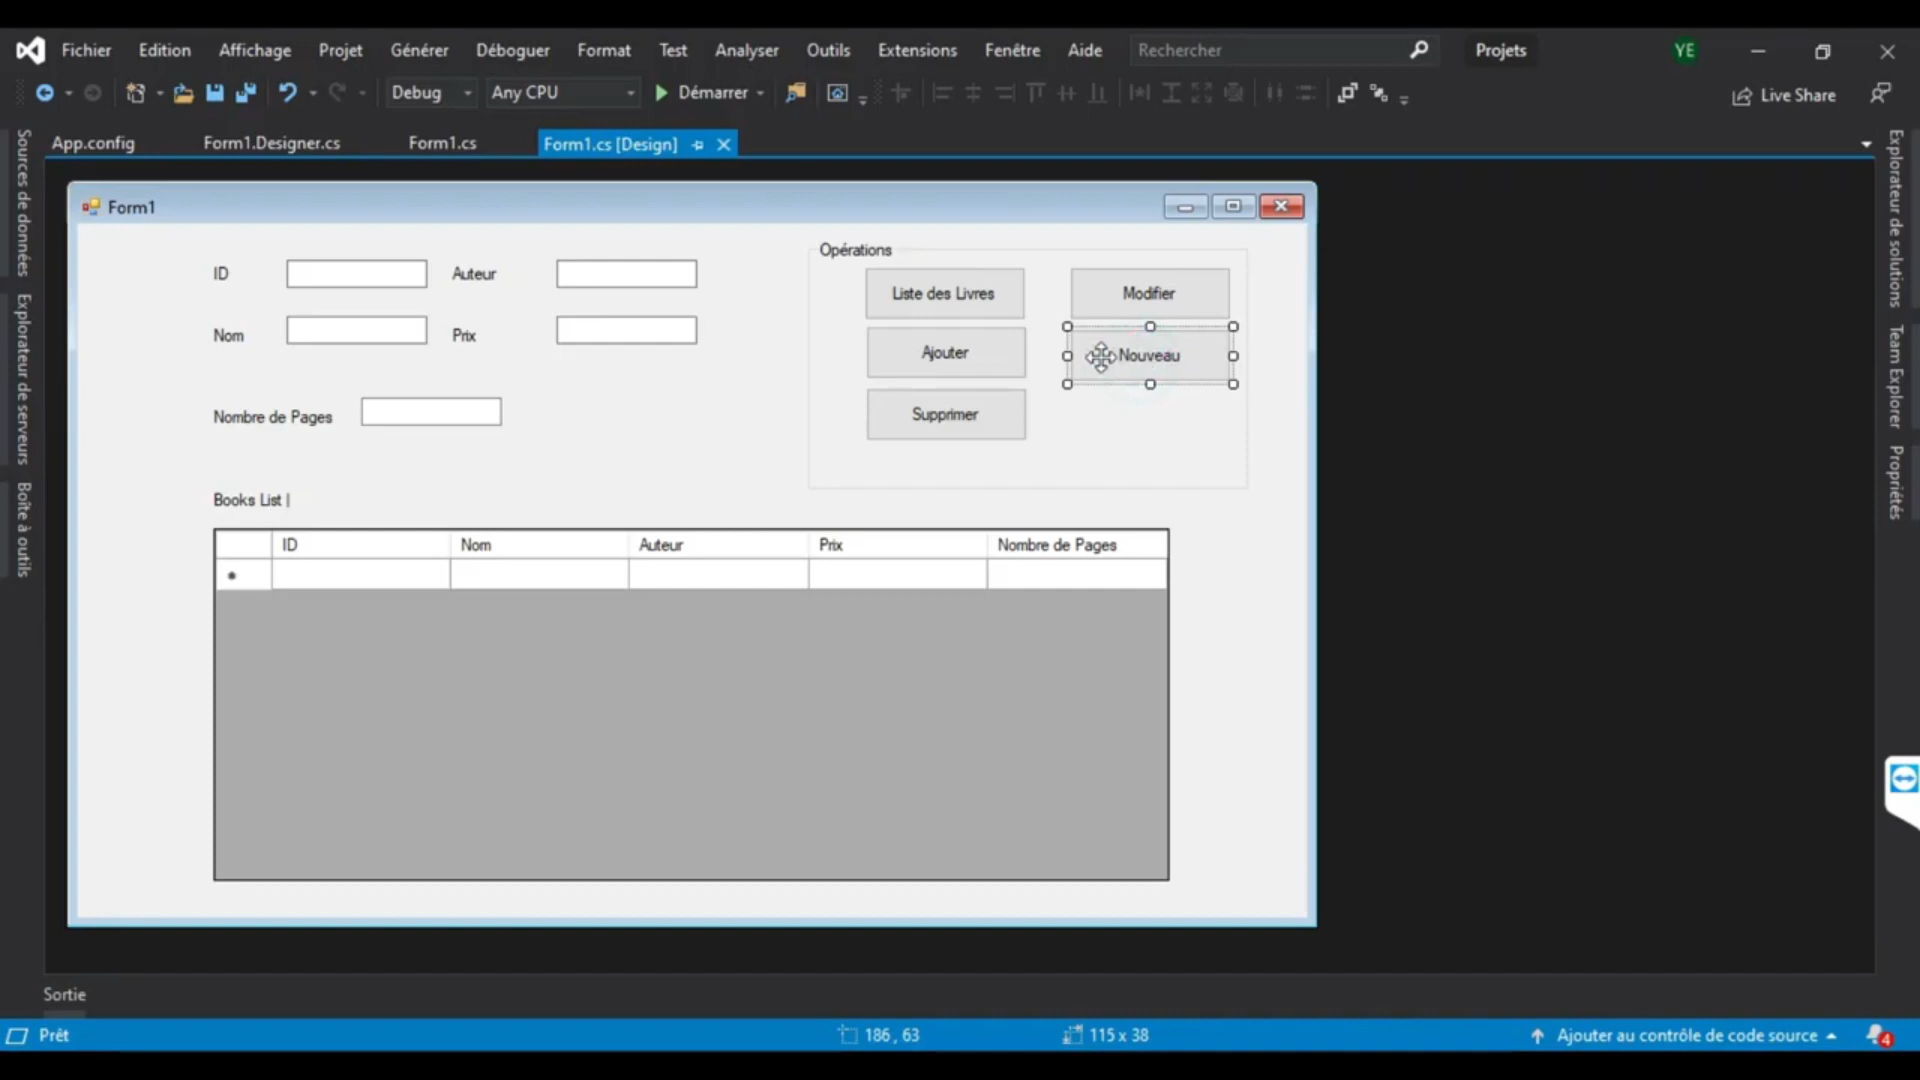 Fichier Edition Affichage Projet Générer Déboguer Format Test Analyser Outils Extensions Fenêtre Aide Rechercher Projets YE
Debug Any CPU Démarrer Live Share
App.config Form1.Designer.cs Form1.cs Form1.cs [Design]
Sources de données
Explorateur de serveurs
Boîte à outils
Form1
ID Auteur
Nom Prix
Nombre de Pages
Opérations
Liste des Livres Modifier
Ajouter Nouveau
Supprimer
Books List |
ID Nom Auteur Prix Nombre de Pages
Explorateur de solutions
Team Explorer
Propriétés
Sortie
Prêt 186 , 63 115 x 38 Ajouter au contrôle de code source 4